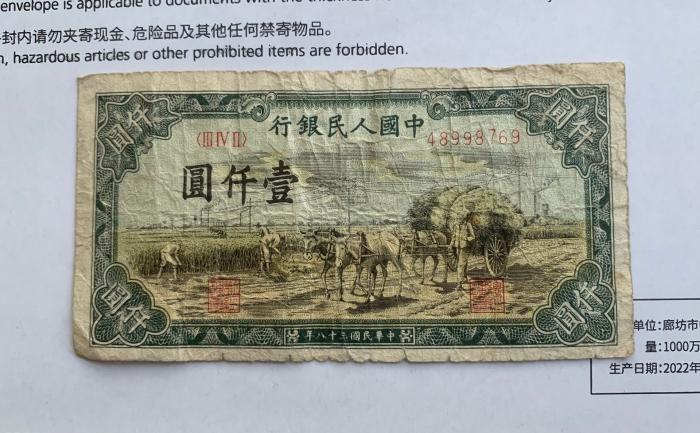 envelope is applicable to documents with the thickness
封内请勿夹寄现金、危险品及其他任何禁寄物品。
hazardous articles or other prohibited items are forbidden.
中國人民銀行
仟圓
仟圓
〈III IV II〉
48998769
壹仟圓
仟圓
仟圓
中華民國三十八年
单位:廊坊市
量:1000万
生产日期:2022年